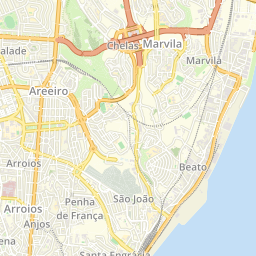 Chelas
Marvila
alade
Marvila
Areeiro
Arroios
Beato
Penha
de França
São João
Arroios
Anjos
ena
Santa Engrácia